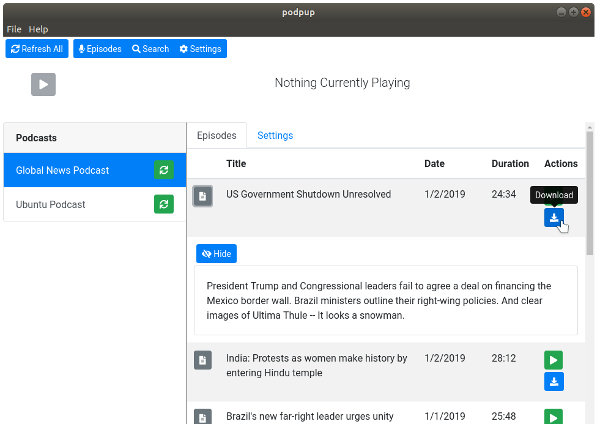 podpup
File Help
Refresh All Episodes Search Settings
Nothing Currently Playing
Podcasts
Global News Podcast
Ubuntu Podcast
Episodes Settings
Title Date Duration Actions
US Government Shutdown Unresolved 1/2/2019 24:34
Download
Hide
President Trump and Congressional leaders fail to agree a deal on financing the
Mexico border wall. Brazil ministers outline their right-wing policies. And clear
images of Ultima Thule -- it looks a snowman.
India: Protests as women make history by
entering Hindu temple
1/2/2019 28:12
Brazil's new far-right leader urges unity 1/1/2019 25:48